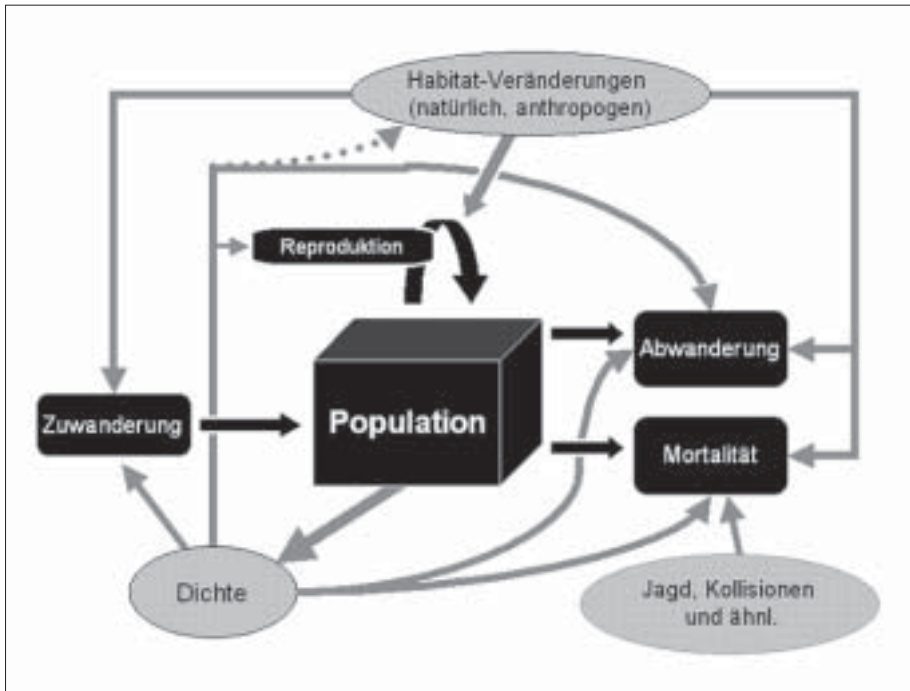 Habitat-Veränderungen
(natürlich, anthropogen)
Reproduktion
Abwanderung
Population
Zuwanderung
Mortalität
Dichte
Jagd, Kollisionen
und ähnl.